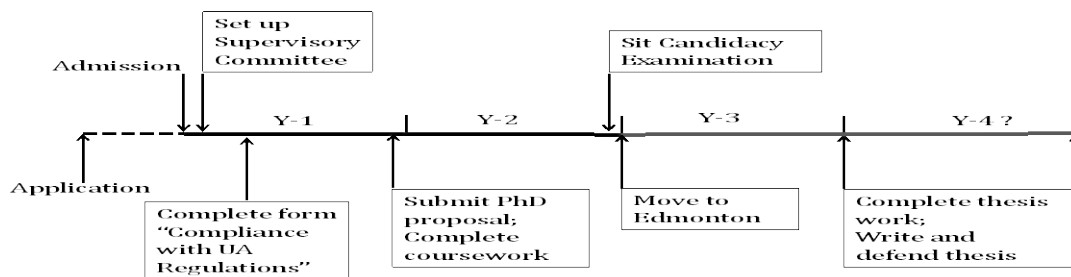 Set up
Supervisory
Committee
Admission
Sit Candidacy
Examination
Y-1
Y-2
Y-3
Y-4 ?
Application
Complete form
“Compliance
with UA
Regulations”
Submit PhD
proposal;
Complete
coursework
Move to
Edmonton
Complete thesis
work;
Write and
defend thesis